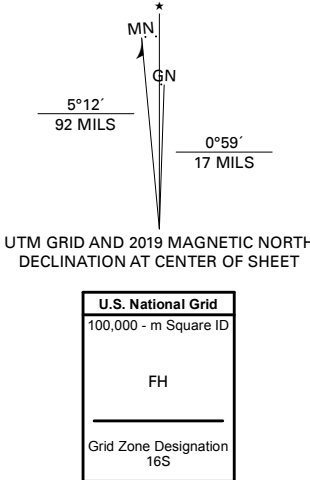 ★
MN
GN
5°12´
92 MILS
0°59´
17 MILS
UTM GRID AND 2019 MAGNETIC NORTH
DECLINATION AT CENTER OF SHEET
U.S. National Grid
100,000 - m Square ID
FH
Grid Zone Designation
16S